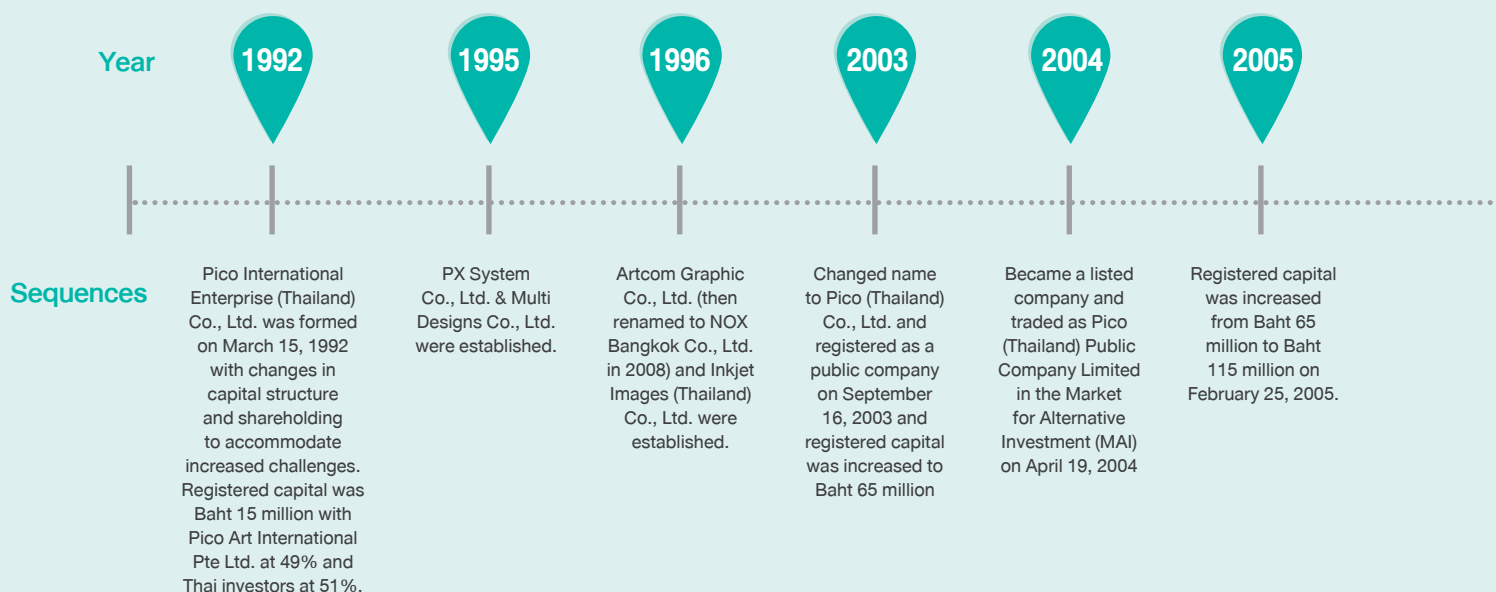 Year
1992
1995
1996
2003
2004
2005
Sequences
Pico International
Enterprise (Thailand)
Co., Ltd. was formed
on March 15, 1992
with changes in
capital structure
and shareholding
to accommodate
increased challenges.
Registered capital was
Baht 15 million with
Pico Art International
Pte Ltd. at 49% and
Thai investors at 51%.
PX System
Co., Ltd. & Multi
Designs Co., Ltd.
were established.
Artcom Graphic
Co., Ltd. (then
renamed to NOX
Bangkok Co., Ltd.
in 2008) and Inkjet
Images (Thailand)
Co., Ltd. were
established.
Changed name
to Pico (Thailand)
Co., Ltd. and
registered as a
public company
on September
16, 2003 and
registered capital
was increased to
Baht 65 million
Became a listed
company and
traded as Pico
(Thailand) Public
Company Limited
in the Market
for Alternative
Investment (MAI)
on April 19, 2004
Registered capital
was increased
from Baht 65
million to Baht
115 million on
February 25, 2005.